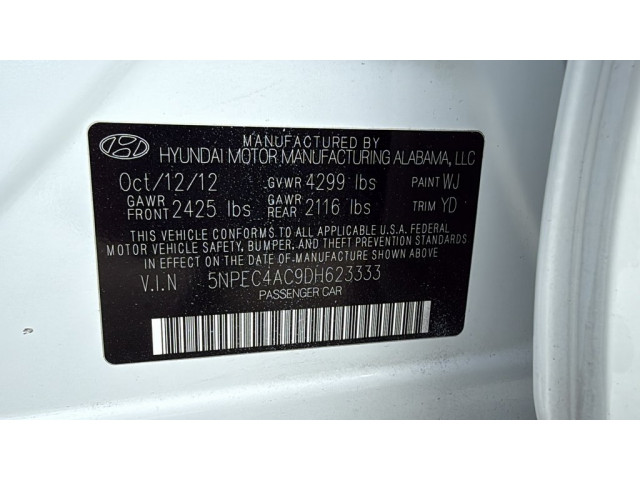 MANUFACTURED BY
HYUNDAI MOTOR MANUFACTURING ALABAMA, LLC
Oct/12/12 GVWR 4299 lbs PAINT WJ
GAWR FRONT 2425 lbs GAWR REAR 2116 lbs TRIM YD
THIS VEHICLE CONFORMS TO ALL APPLICABLE U.S.A. FEDERAL
MOTOR VEHICLE SAFETY, BUMPER, AND THEFT PREVENTION STANDARDS
IN EFFECT ON THE DATE OF MANUFACTURE SHOWN ABOVE.
V.I.N 5NPEC4AC9DH623333
PASSENGER CAR